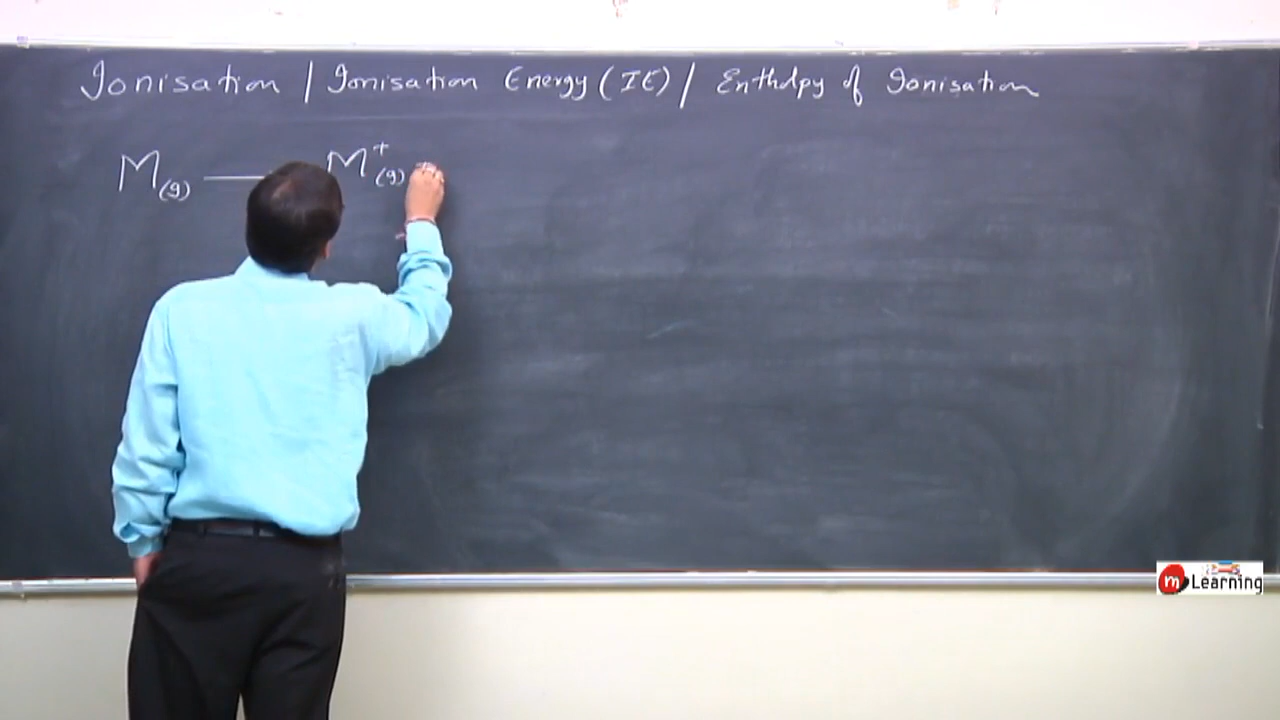 Ionisation / Ionisation Energy (IE) / Enthalpy of Ionisation
M(g) — M+(g)
m Learning